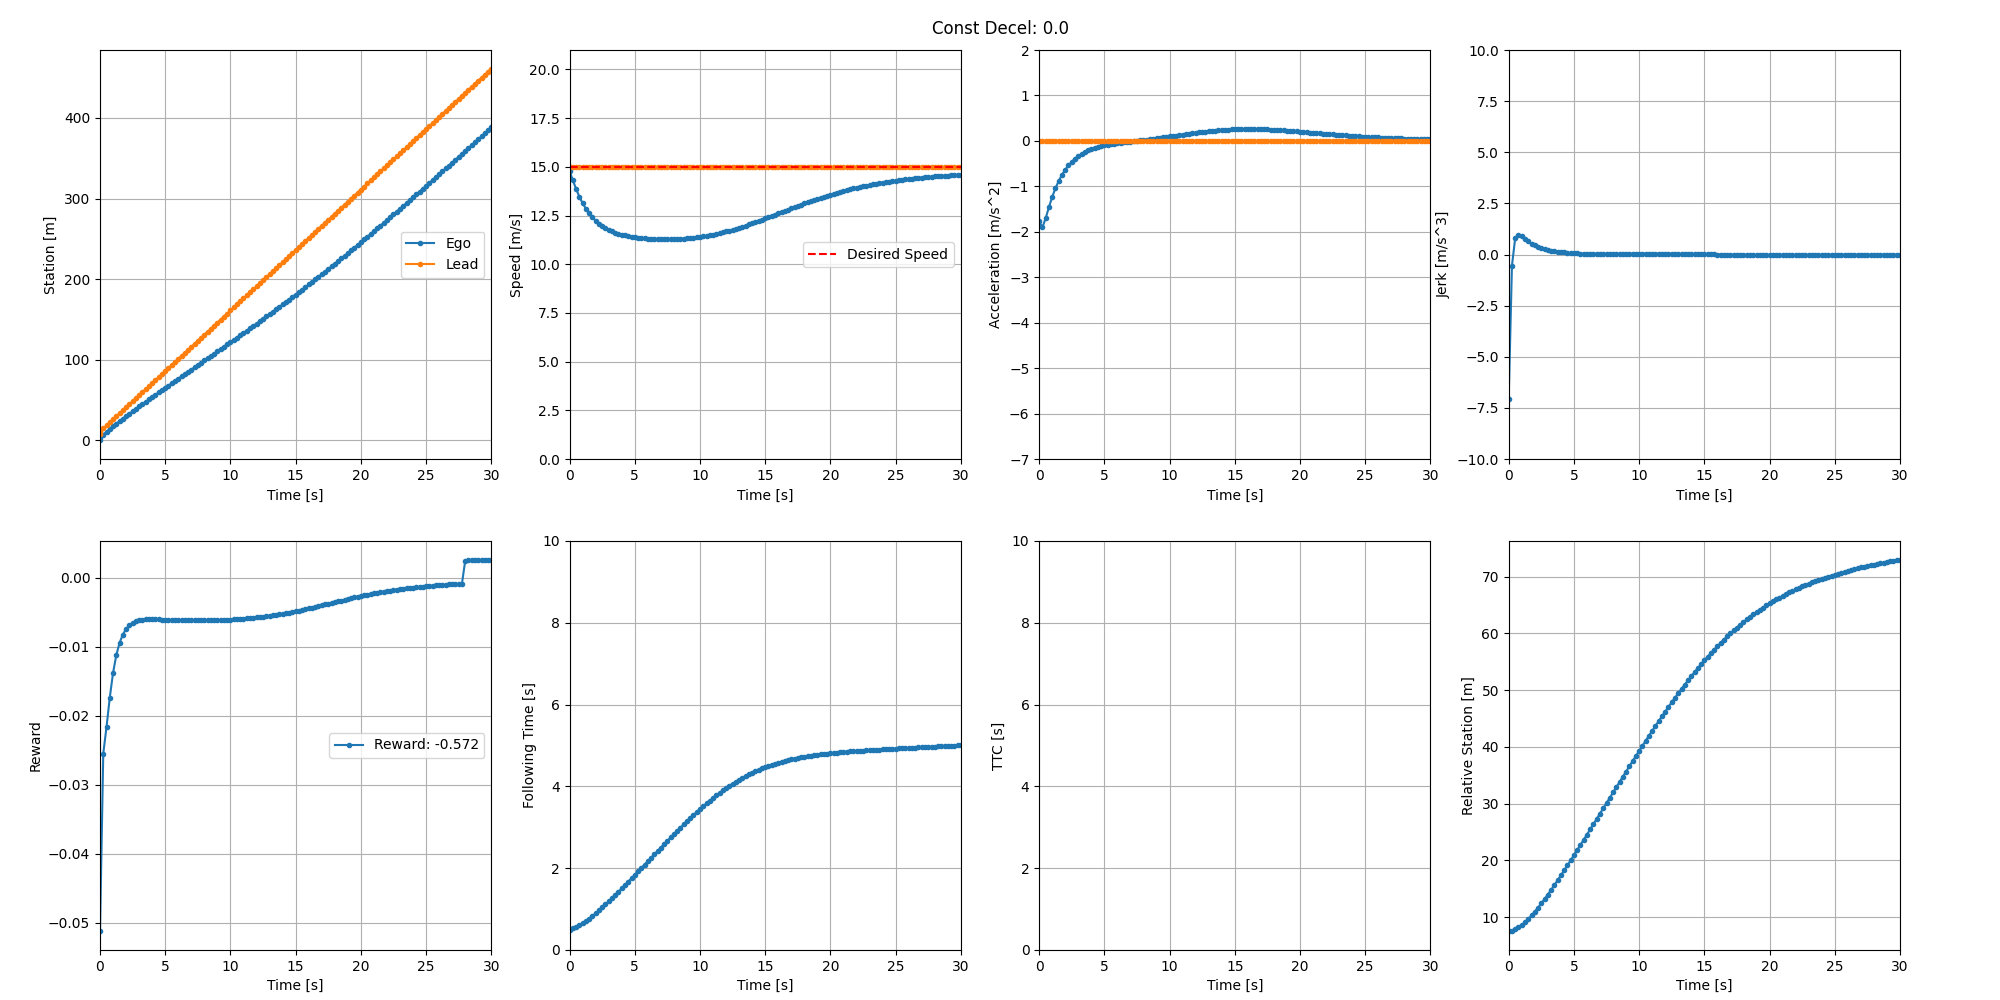 Const Decel: 0.0
Station [m]
400
300
200
100
0
0 5 10 15 20 25 30
Time [s]
Ego
Lead
Speed [m/s]
20.0
17.5
15.0
12.5
10.0
7.5
5.0
2.5
0.0
0 5 10 15 20 25 30
Time [s]
Desired Speed
Acceleration [m/s^2]
2
1
0
−1
−2
−3
−4
−5
−6
−7
0 5 10 15 20 25 30
Time [s]
Jerk [m/s^3]
10.0
7.5
5.0
2.5
0.0
−2.5
−5.0
−7.5
−10.0
0 5 10 15 20 25 30
Time [s]
Reward
0.00
−0.01
−0.02
−0.03
−0.04
−0.05
0 5 10 15 20 25 30
Time [s]
Reward: -0.572
Following Time [s]
10
8
6
4
2
0
0 5 10 15 20 25 30
Time [s]
TTC [s]
10
8
6
4
2
0
0 5 10 15 20 25 30
Time [s]
Relative Station [m]
70
60
50
40
30
20
10
0 5 10 15 20 25 30
Time [s]